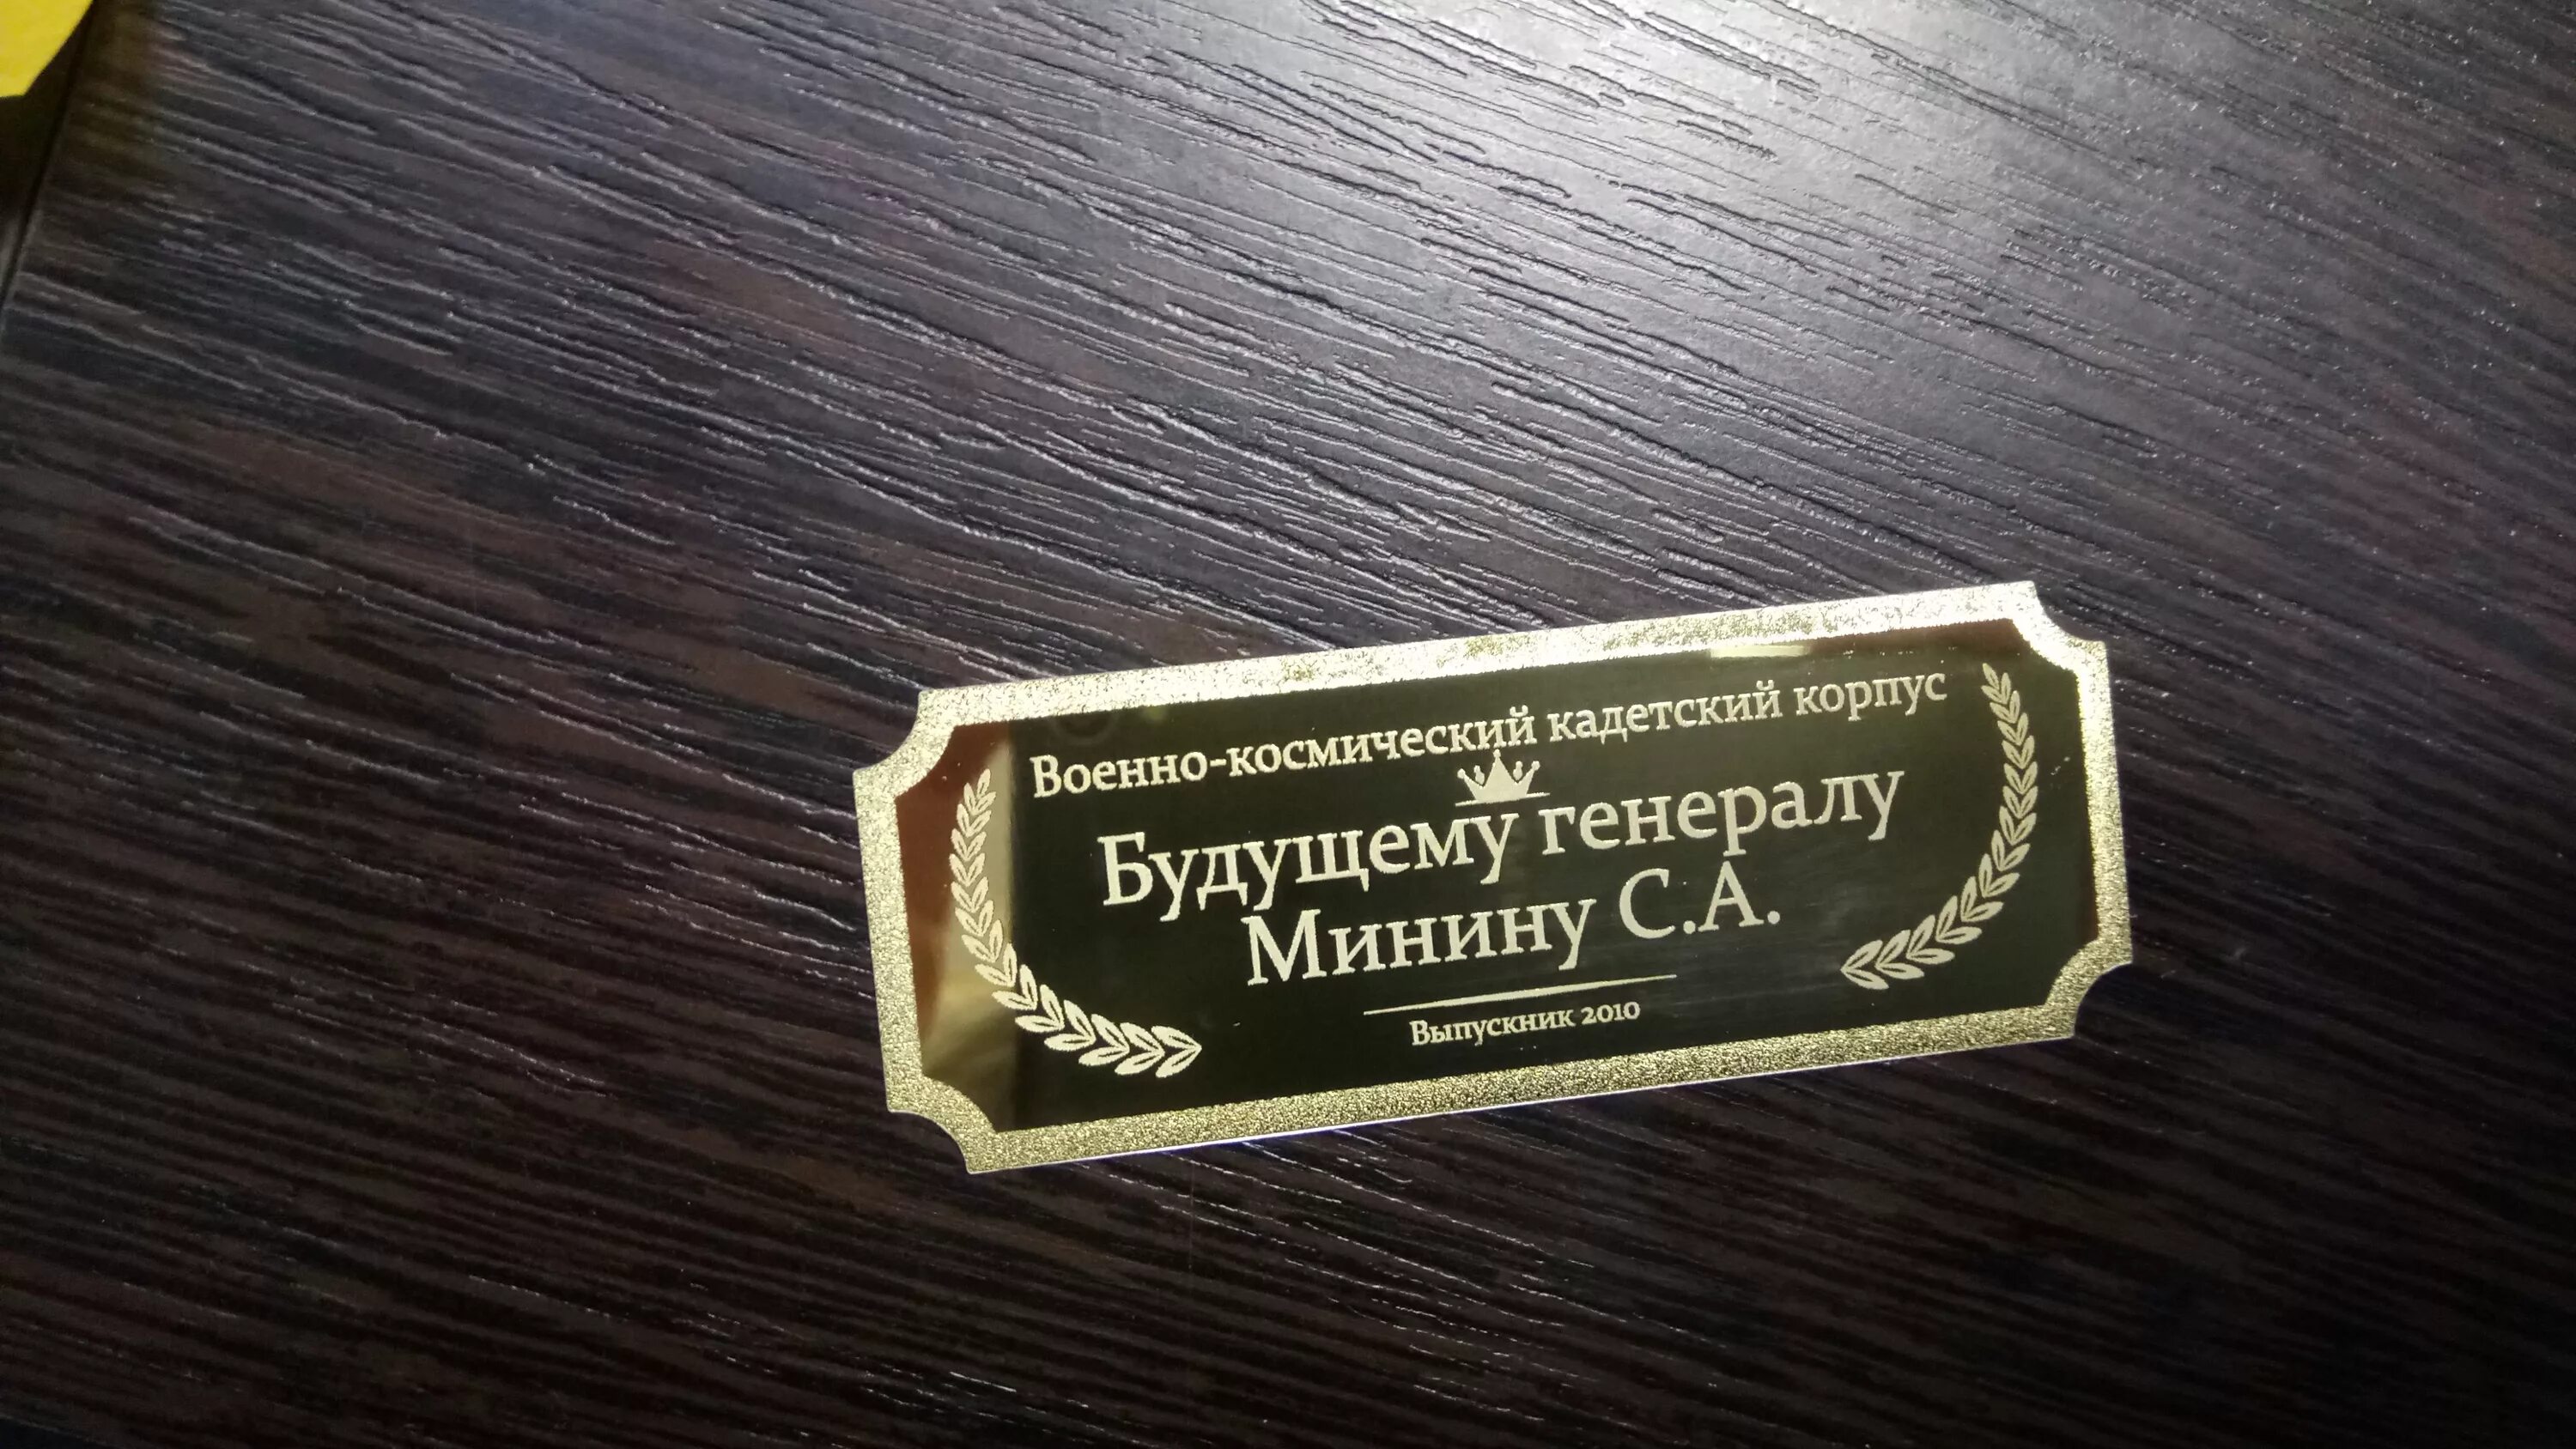 Военно-космический кадетский корпус
Будущему генералу
Минину С.А.
Выпускник 2010